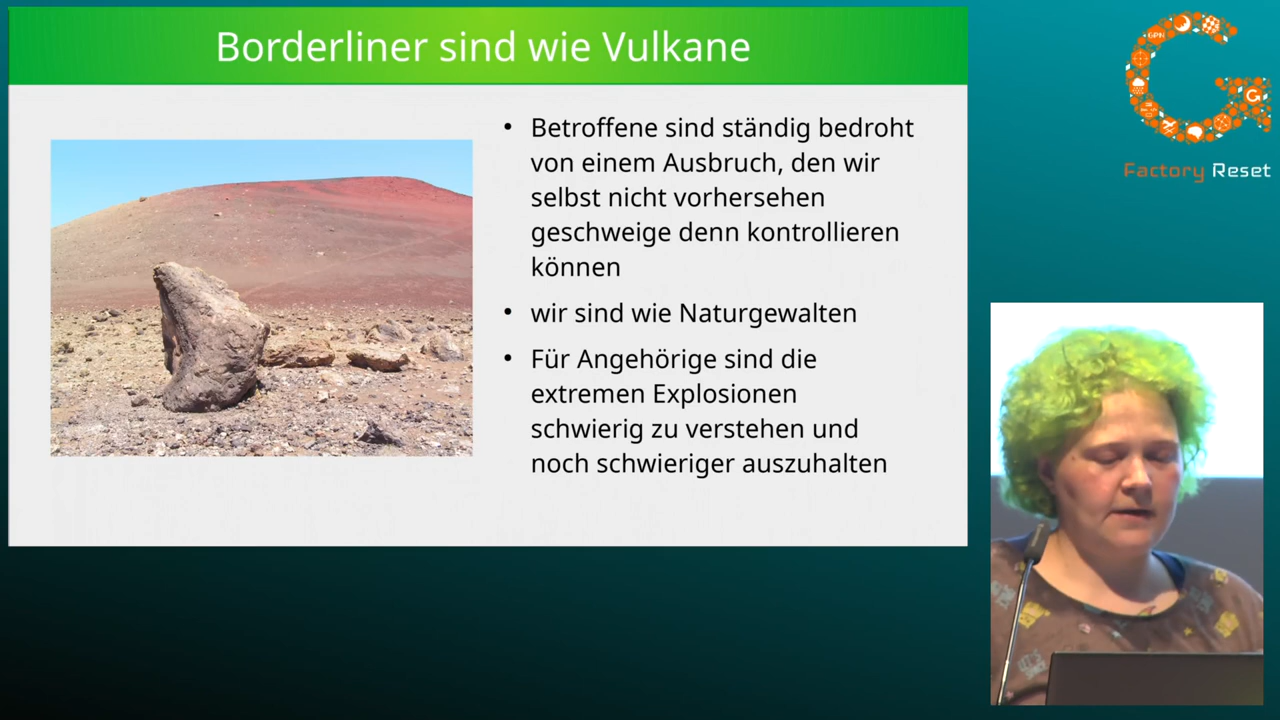 Borderliner sind wie Vulkane
• Betroffene sind ständig bedroht
von einem Ausbruch, den wir
selbst nicht vorhersehen
geschweige denn kontrollieren
können
• wir sind wie Naturgewalten
• Für Angehörige sind die
extremen Explosionen
schwierig zu verstehen und
noch schwieriger auszuhalten
GPN
Factory Reset